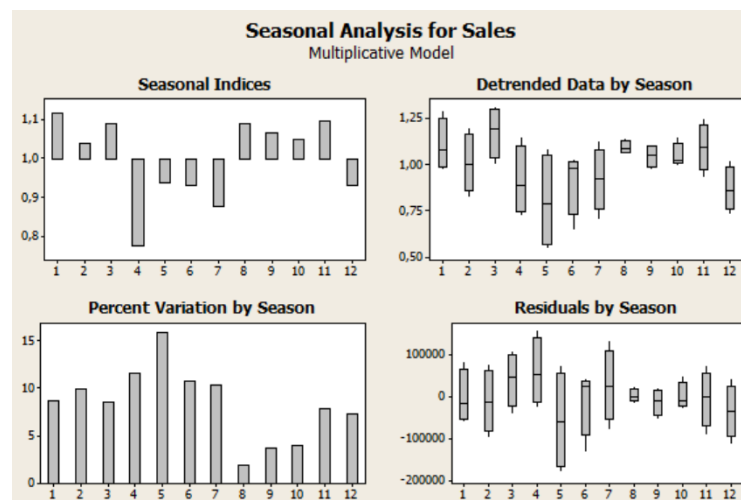 Seasonal Analysis for Sales
Multiplicative Model
Seasonal Indices
1,1
1,0
0,9
0,8
1 2 3 4 5 6 7 8 9 10 11 12
Detrended Data by Season
1,25
1,00
0,75
0,50
1 2 3 4 5 6 7 8 9 10 11 12
Percent Variation by Season
15
10
5
0
1 2 3 4 5 6 7 8 9 10 11 12
Residuals by Season
100000
0
-100000
-200000
1 2 3 4 5 6 7 8 9 10 11 12